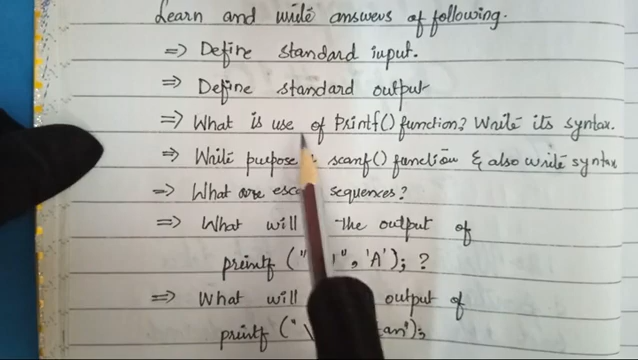 Learn and write answers of following.
⇒ Define standard input.
⇒ Define standard output
⇒ What is use of printf() function? Write its syntax.
⇒ Write purpose scanf() function & also write syntax
⇒ What are sequences?
⇒ What will the output of
printf (" ", 'A'); ?
⇒ What will output of
printf ("